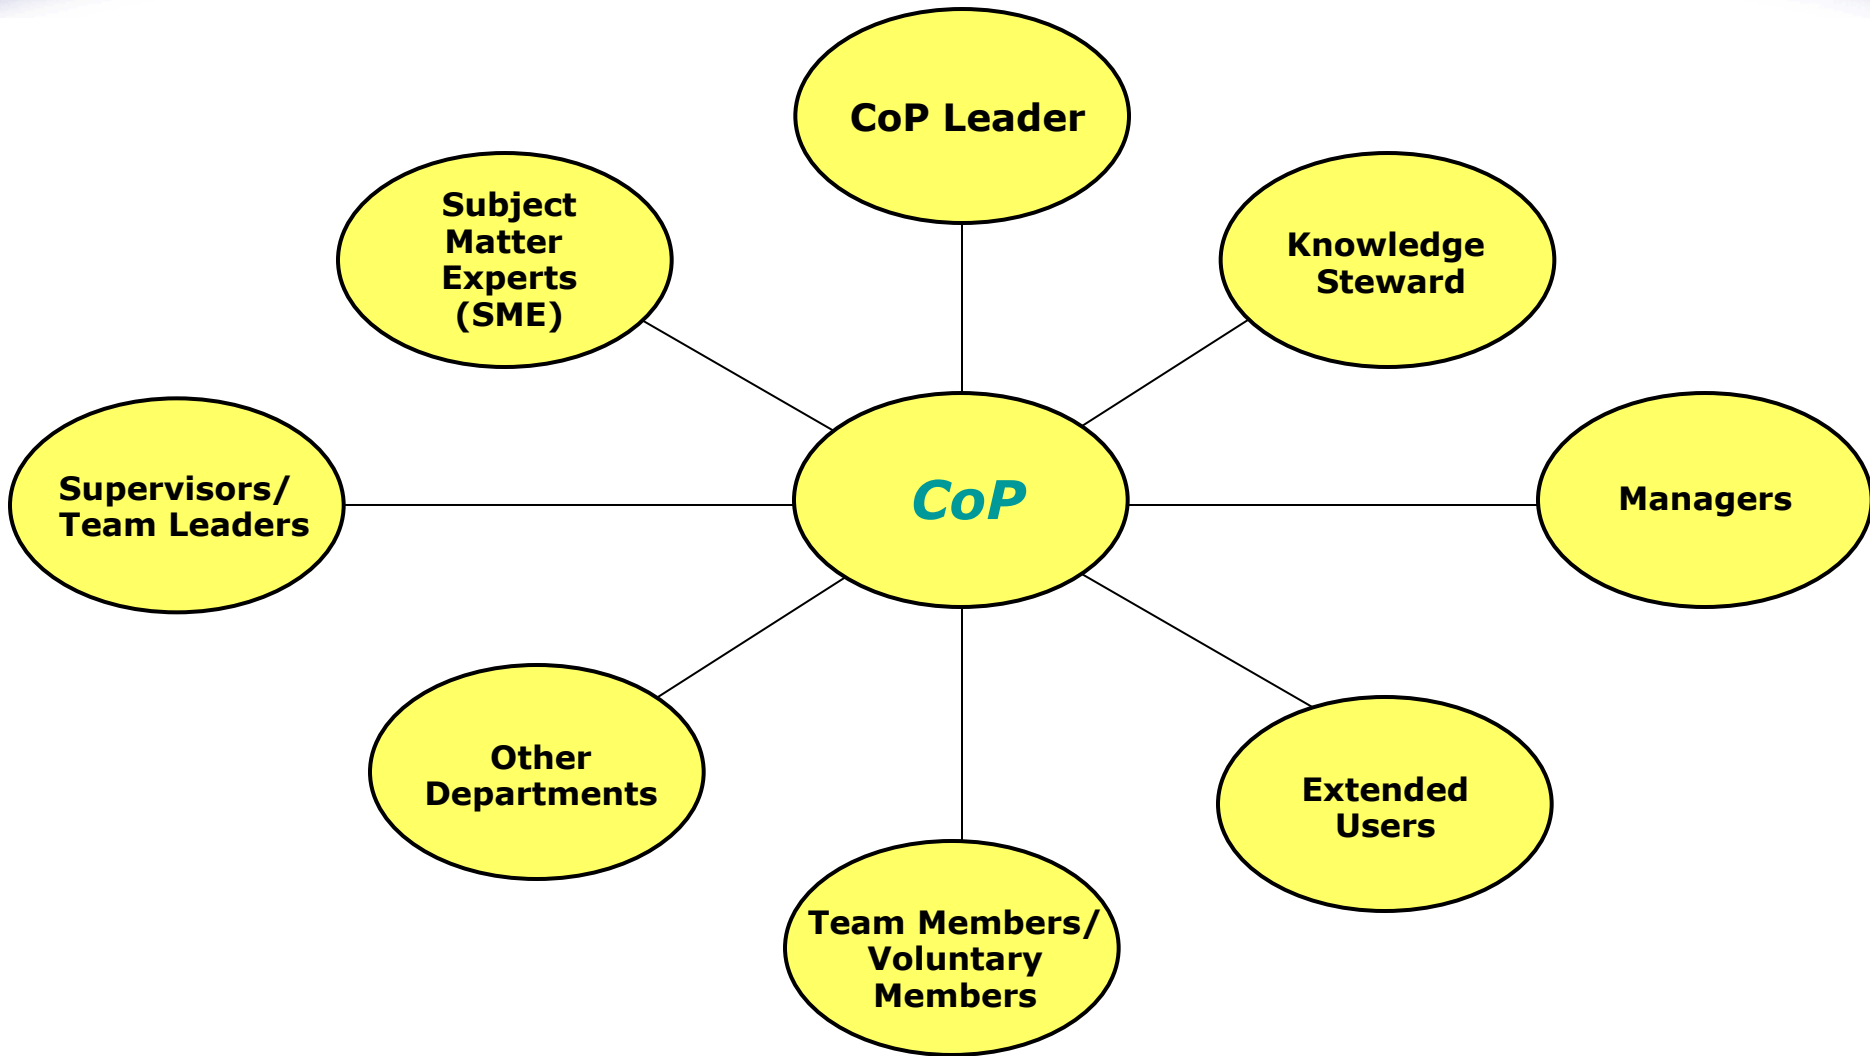 CoP Leader
Subject
Matter
Experts
(SME)
Knowledge
Steward
Supervisors/
Team Leaders
CoP
Managers
Other
Departments
Extended
Users
Team Members/
Voluntary
Members